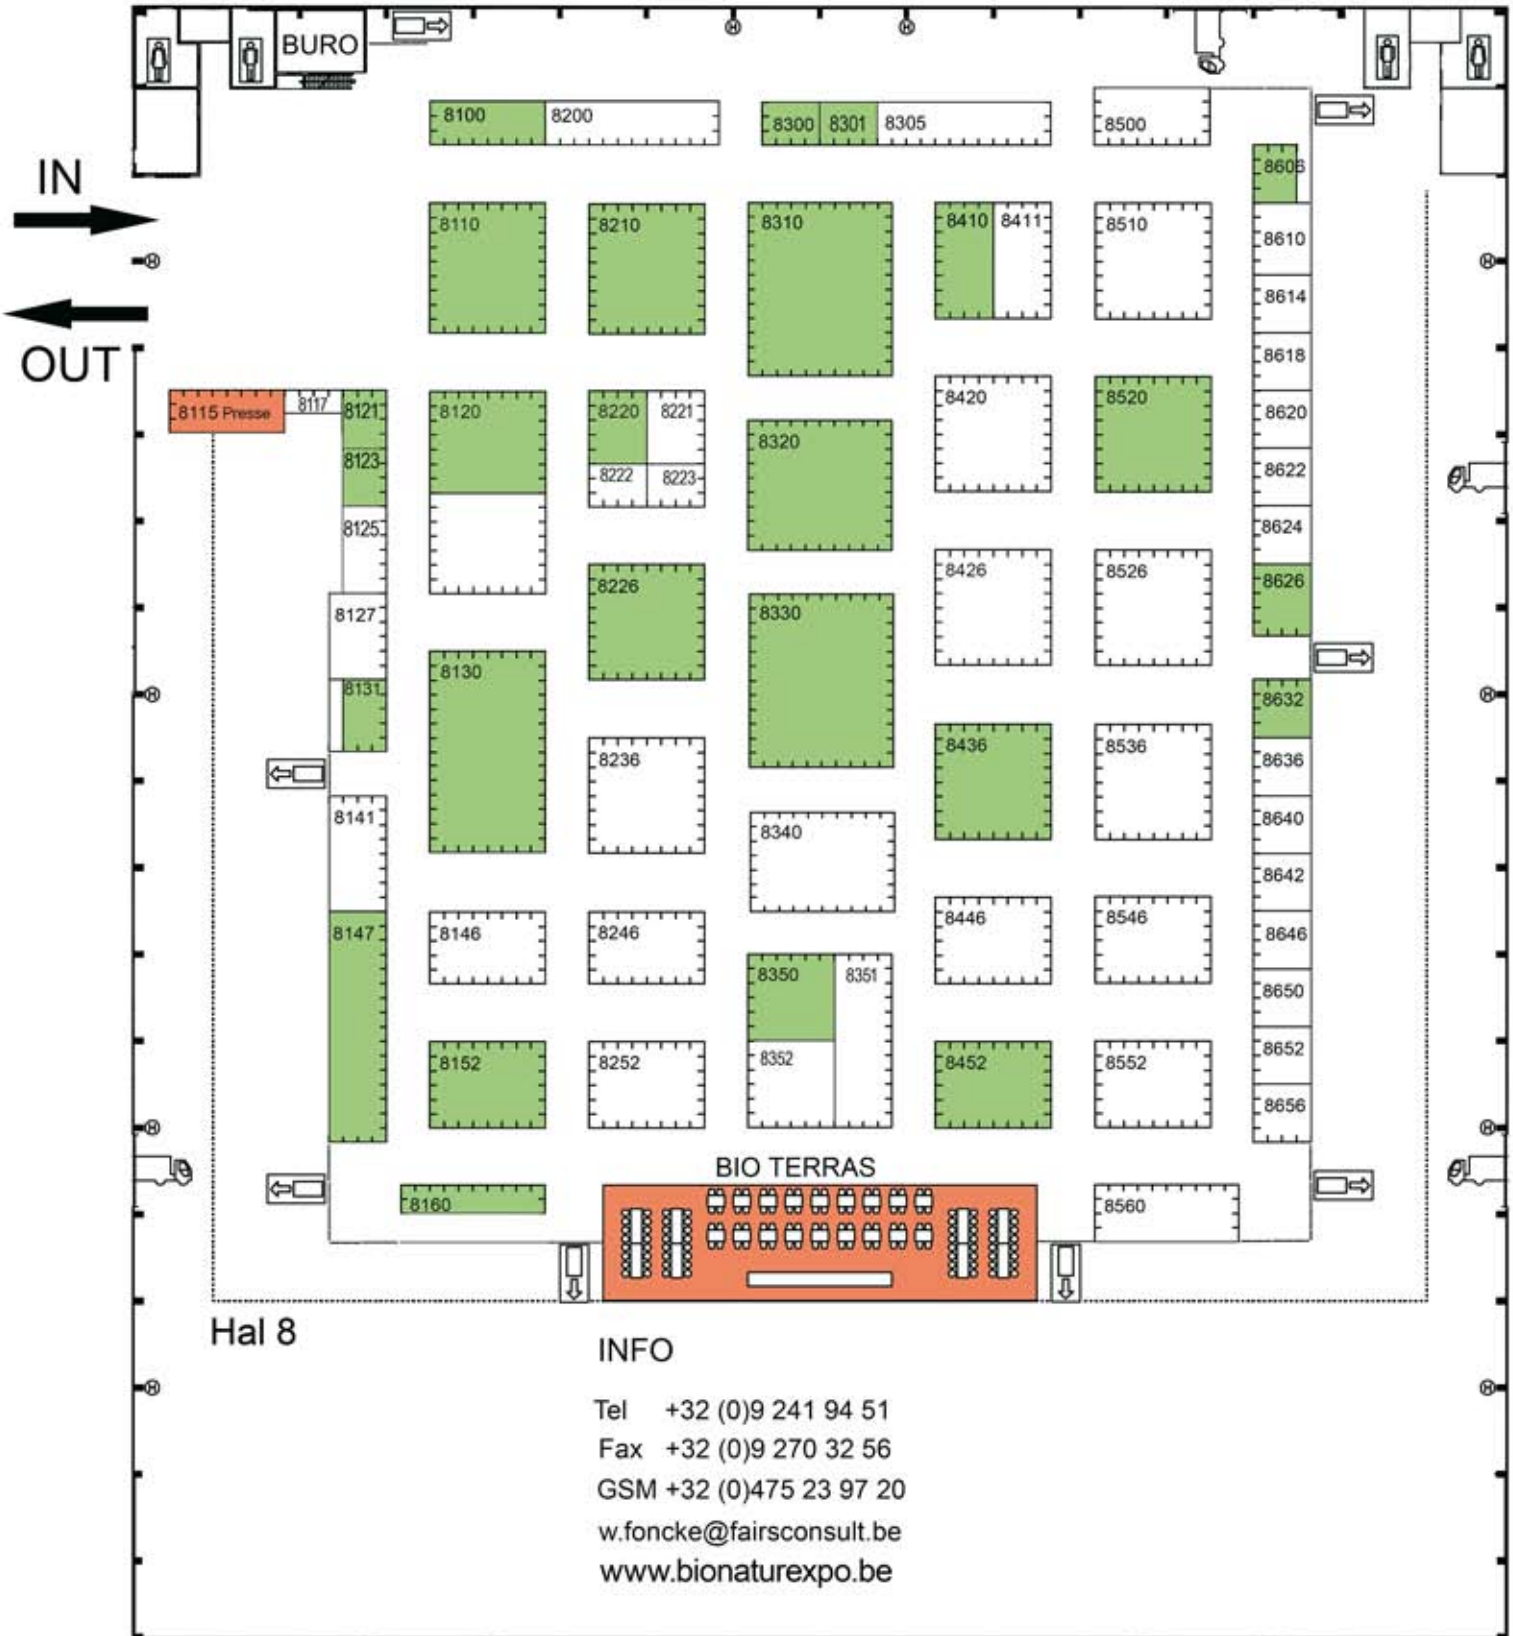 BURO
8100 8200 8300 8301 8305 8500
8606
IN
8110 8210 8310 8410 8411 8510 8610
8614
OUT
8618
8115 Presse 8117 8121 8120 8220 8221 8420 8520 8620
8320
8123 8222 8223 8622
8125 8624
8226 8426 8526 8626
8127 8330
8130
8131 8632
8236 8436 8536 8636
8141 8340 8640
8642
8147 8146 8246 8446 8546 8646
8350 8351 8650
8152 8252 8352 8452 8552 8652
8656
BIO TERRAS
8160 8560
Hal 8
INFO
Tel +32 (0)9 241 94 51
Fax +32 (0)9 270 32 56
GSM +32 (0)475 23 97 20
w.foncke@fairsconsult.be
www.bionaturexpo.be